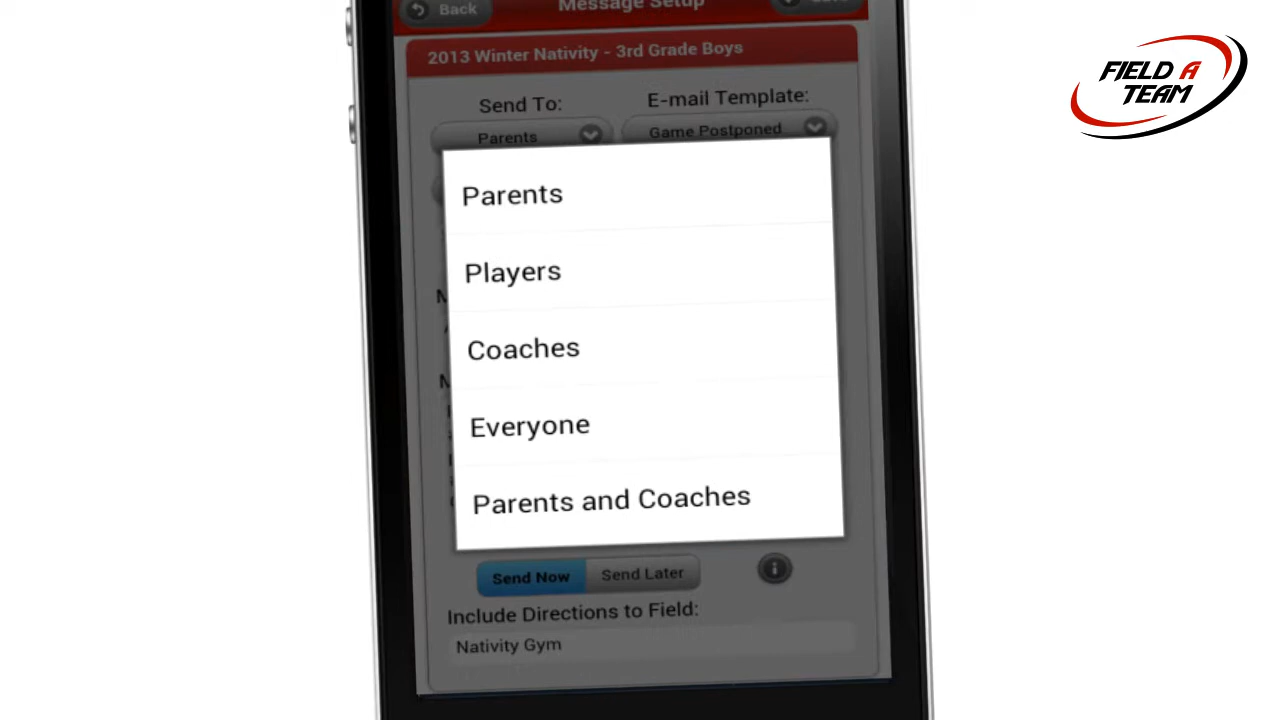 Back
Message Setup
2013 Winter Nativity - 3rd Grade Boys
Send To:
E-mail Template:
Parents
Game Postponed
Parents
Players
Coaches
Everyone
Parents and Coaches
Send Now
Send Later
Include Directions to Field:
Nativity Gym
FIELD A
TEAM